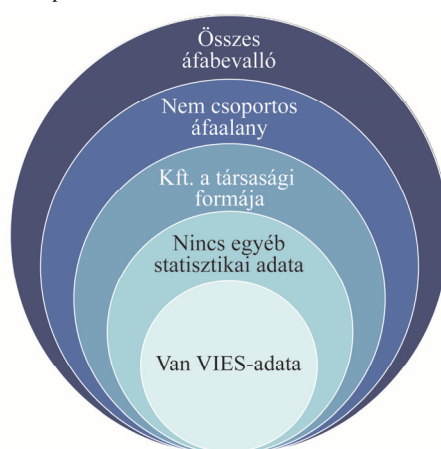 Összes
áfabevalló
Nem csoportos
áfaalany
Kft. a társasági
formája
Nincs egyéb
statisztikai adata
Van VIES-adata